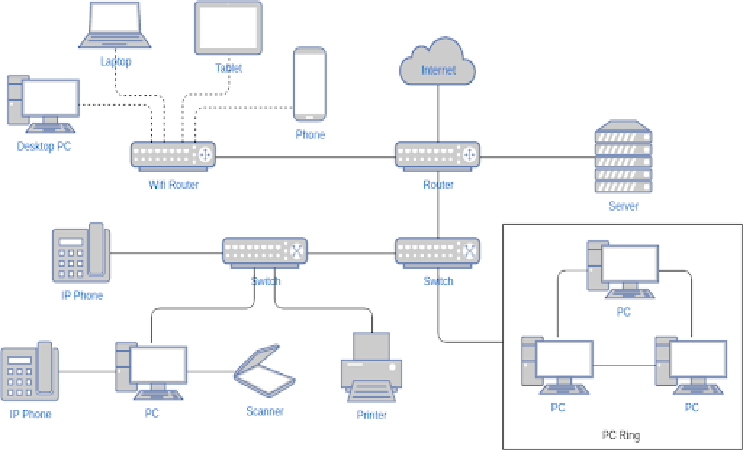 Laptop
Tablet
Internet
Phone
Desktop PC
Wifi Router
Router
Server
IP Phone
Switch
Switch
PC
IP Phone
PC
Scanner
Printer
PC
PC
PC Ring